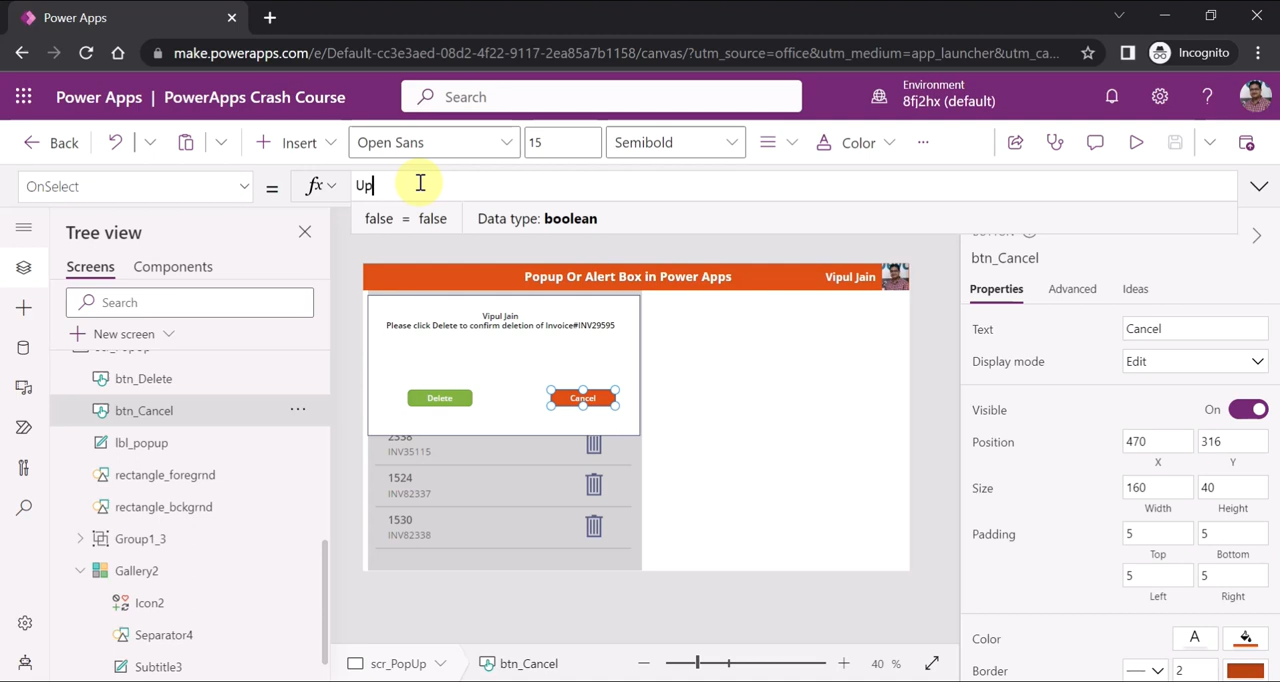 Power Apps
make.powerapps.com/e/Default-cc3e3aed-08d2-4f22-9117-2ea85a7b1158/canvas/?utm_source=office&utm_medium=app_launcher&utm_ca...
Incognito
Power Apps | PowerApps Crash Course
Search
Environment
8fj2hx (default)
Back
Insert
Open Sans
15
Semibold
Color
OnSelect
=
fx
Up
false = false
Data type: boolean
Tree view
Screens
Components
Search
New screen
btn_Delete
btn_Cancel
lbl_popup
rectangle_foregrnd
rectangle_bckgrnd
Group1_3
Gallery2
Icon2
Separator4
Subtitle3
Popup Or Alert Box in Power Apps
Vipul Jain
Vipul Jain
Please click Delete to confirm deletion of Invoice#INV29595
Delete
Cancel
2338
INV35115
1524
INV82337
1530
INV82338
scr_PopUp
btn_Cancel
40 %
btn_Cancel
Properties
Advanced
Ideas
Text
Cancel
Display mode
Edit
Visible
On
Position
470
316
X
Y
Size
160
40
Width
Height
Padding
5
5
Top
Bottom
5
5
Left
Right
Color
A
Border
2